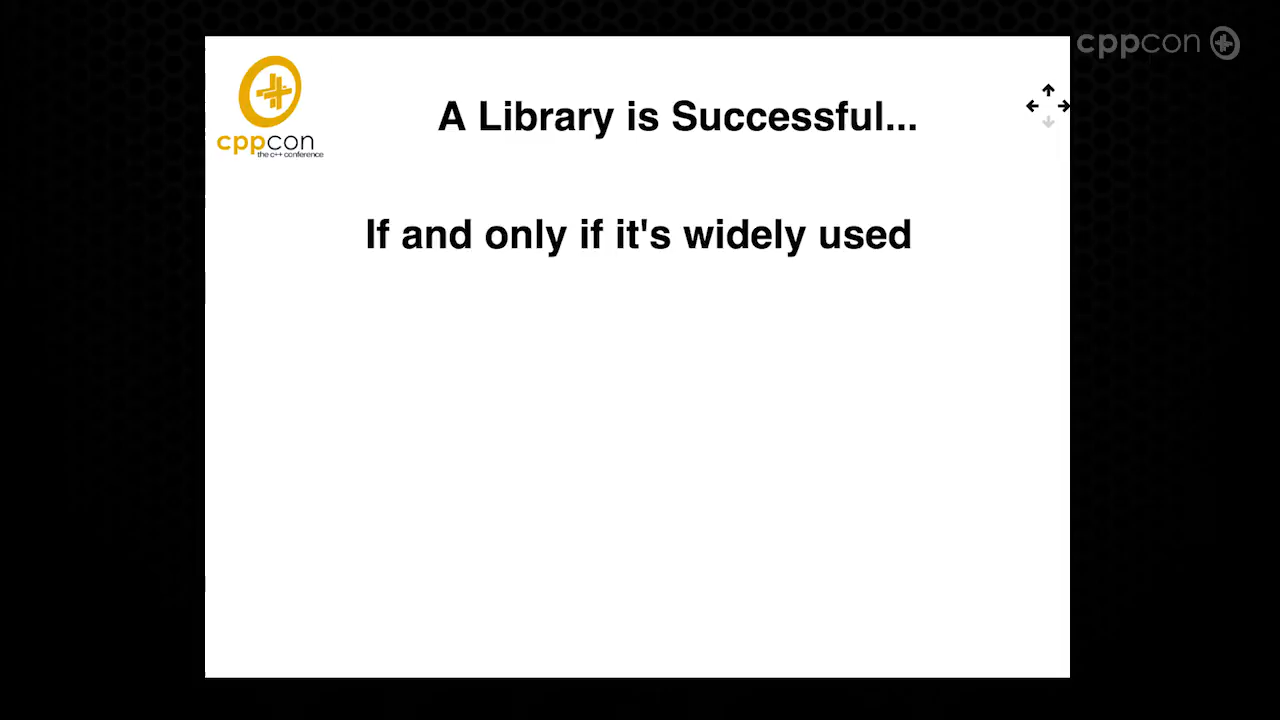 cppcon
cppcon
the c++ conference
A Library is Successful...
If and only if it's widely used